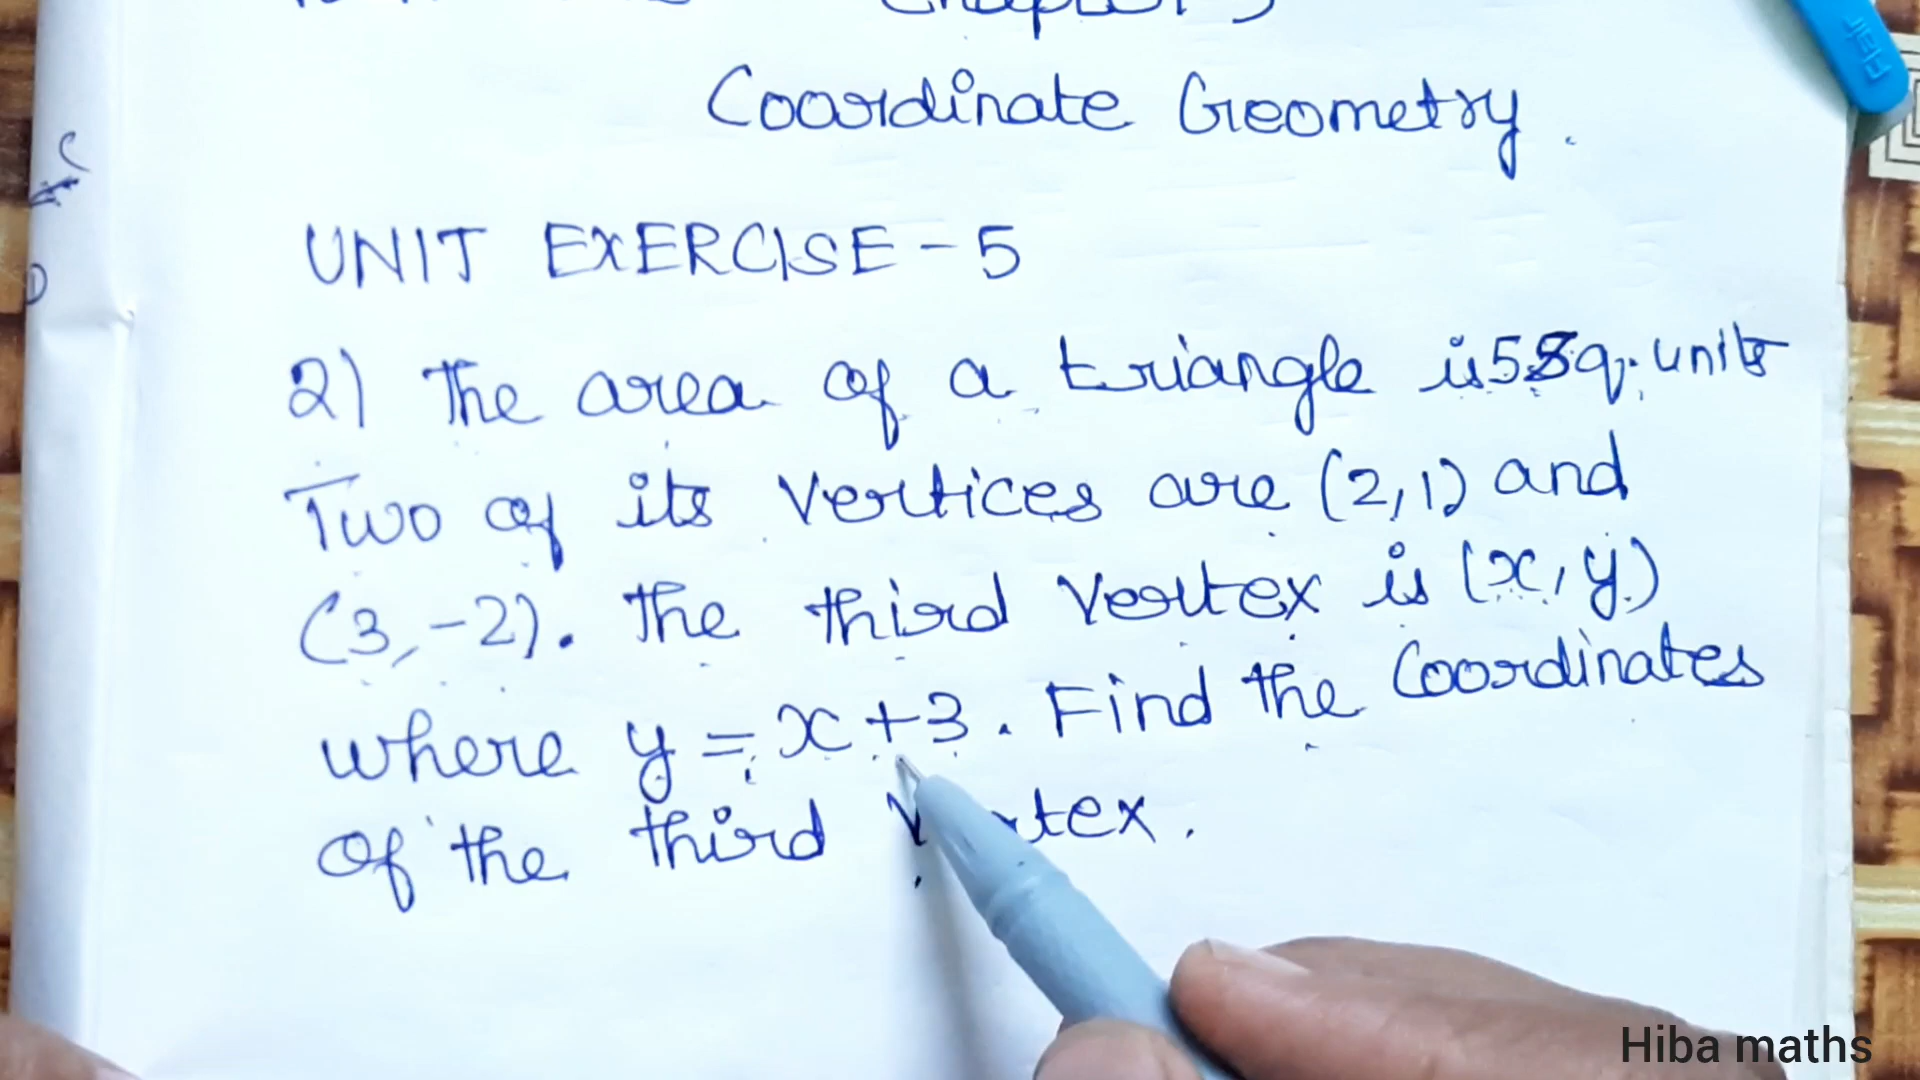 Chapter 5
Coordinate Geometry.
UNIT EXERCISE - 5
2) The area of a triangle is 5 Sq. units
Two of its vertices are (2,1) and
(3,-2). The third vertex is (x, y)
where y = x + 3. Find the Coordinates
of the third
Hiba maths